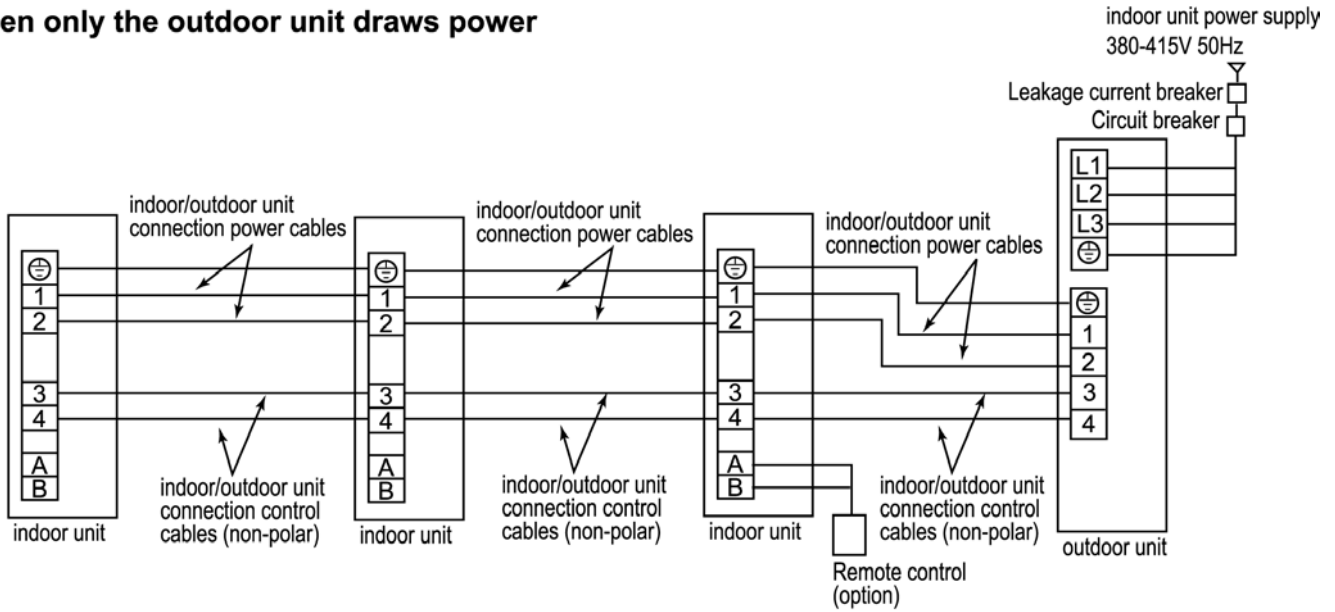 en only the outdoor unit draws power
indoor unit power supply
380-415V 50Hz
Leakage current breaker
Circuit breaker
L1
L2
L3
indoor/outdoor unit
connection power cables
indoor/outdoor unit
connection power cables
indoor/outdoor unit
connection power cables
1
2
3
4
A
B
1
2
3
4
A
B
1
2
3
4
A
B
1
2
3
4
indoor/outdoor unit
connection control
cables (non-polar)
indoor/outdoor unit
connection control
cables (non-polar)
indoor/outdoor unit
connection control
cables (non-polar)
indoor unit
indoor unit
indoor unit
outdoor unit
Remote control
(option)